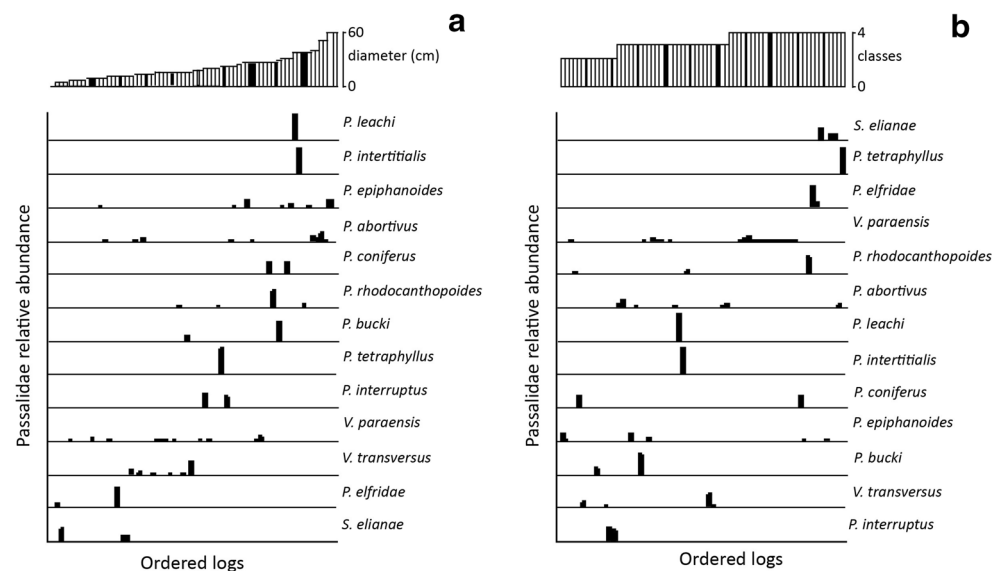 a
60
diameter (cm)
0
P. leachi
P. intertitialis
P. epiphanoides
P. abortivus
P. coniferus
P. rhodocanthopoides
P. bucki
P. tetraphyllus
P. interruptus
V. paraensis
V. transversus
P. elfridae
S. elianae
Passalidae relative abundance
Ordered logs
b
4
classes
0
S. elianae
P. tetraphyllus
P. elfridae
V. paraensis
P. rhodocanthopoides
P. abortivus
P. leachi
P. intertitialis
P. coniferus
P. epiphanoides
P. bucki
V. transversus
P. interruptus
Passalidae relative abundance
Ordered logs